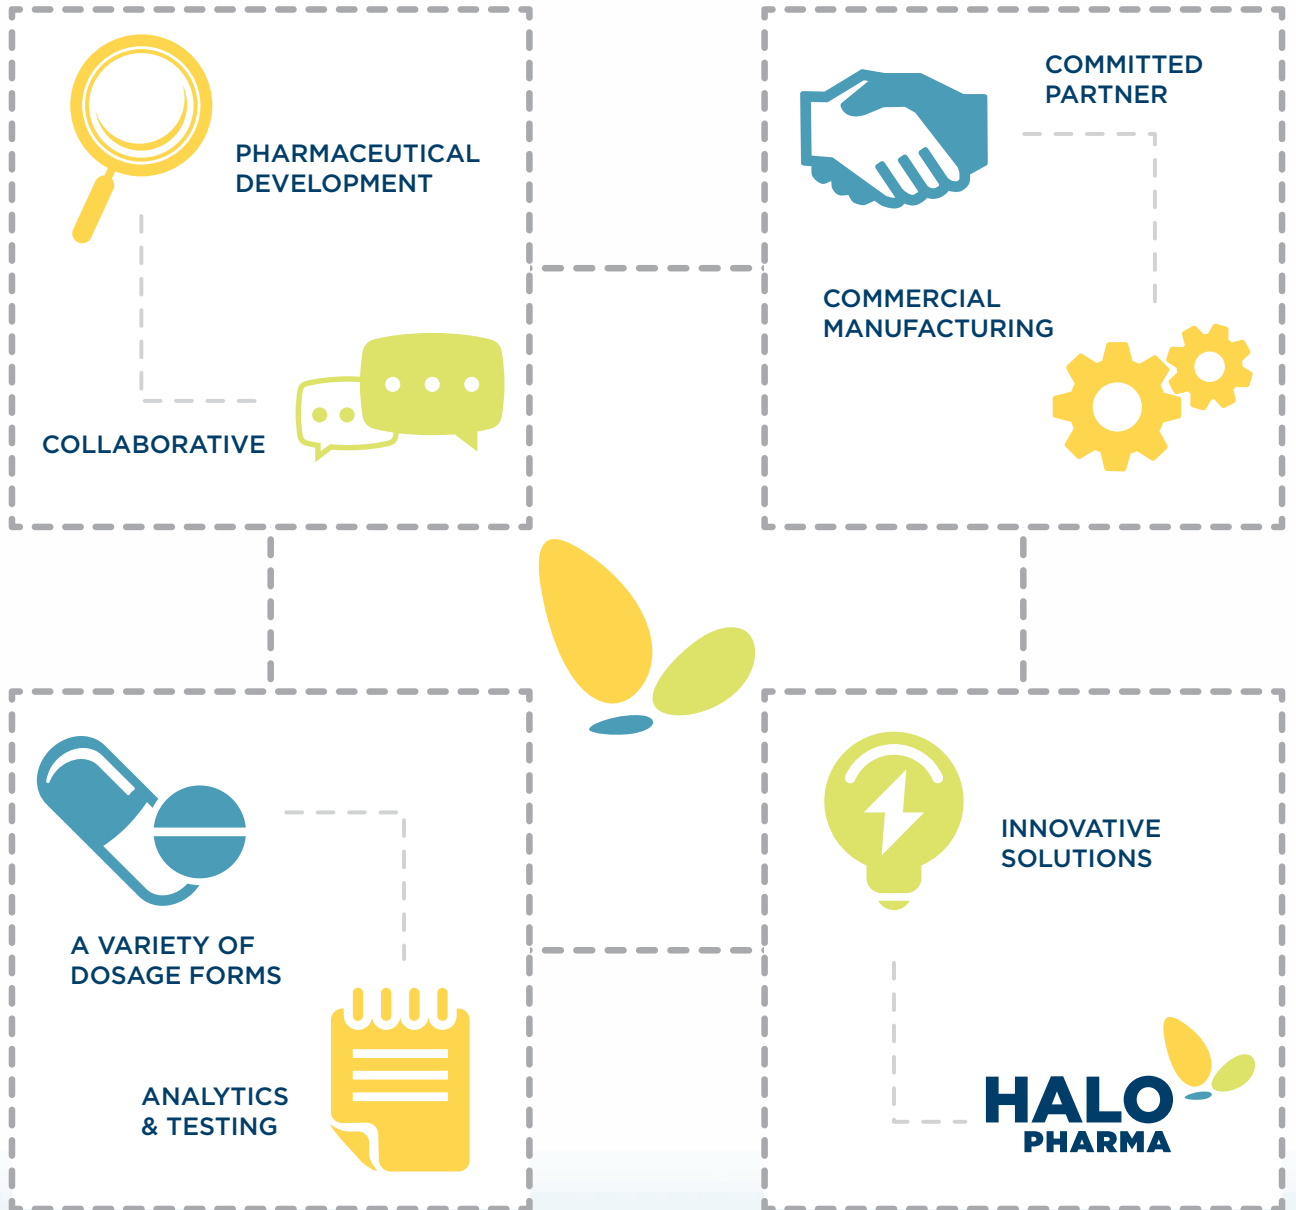 PHARMACEUTICAL
DEVELOPMENT
COLLABORATIVE
COMMITTED
PARTNER
COMMERCIAL
MANUFACTURING
A VARIETY OF
DOSAGE FORMS
ANALYTICS
& TESTING
INNOVATIVE
SOLUTIONS
HALO
PHARMA